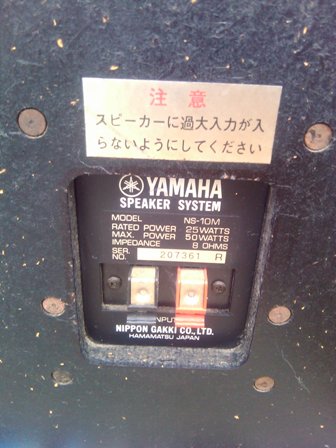 注意
スピーカーに過大入力が入
らないようにしてください
YAMAHA
SPEAKER SYSTEM
MODEL NS-10M
RATED POWER 25WATTS
MAX. POWER 50WATTS
IMPEDANCE 8 OHMS
SER. NO. 207361 R
INPUT
NIPPON GAKKI CO., LTD.
HAMAMATSU JAPAN